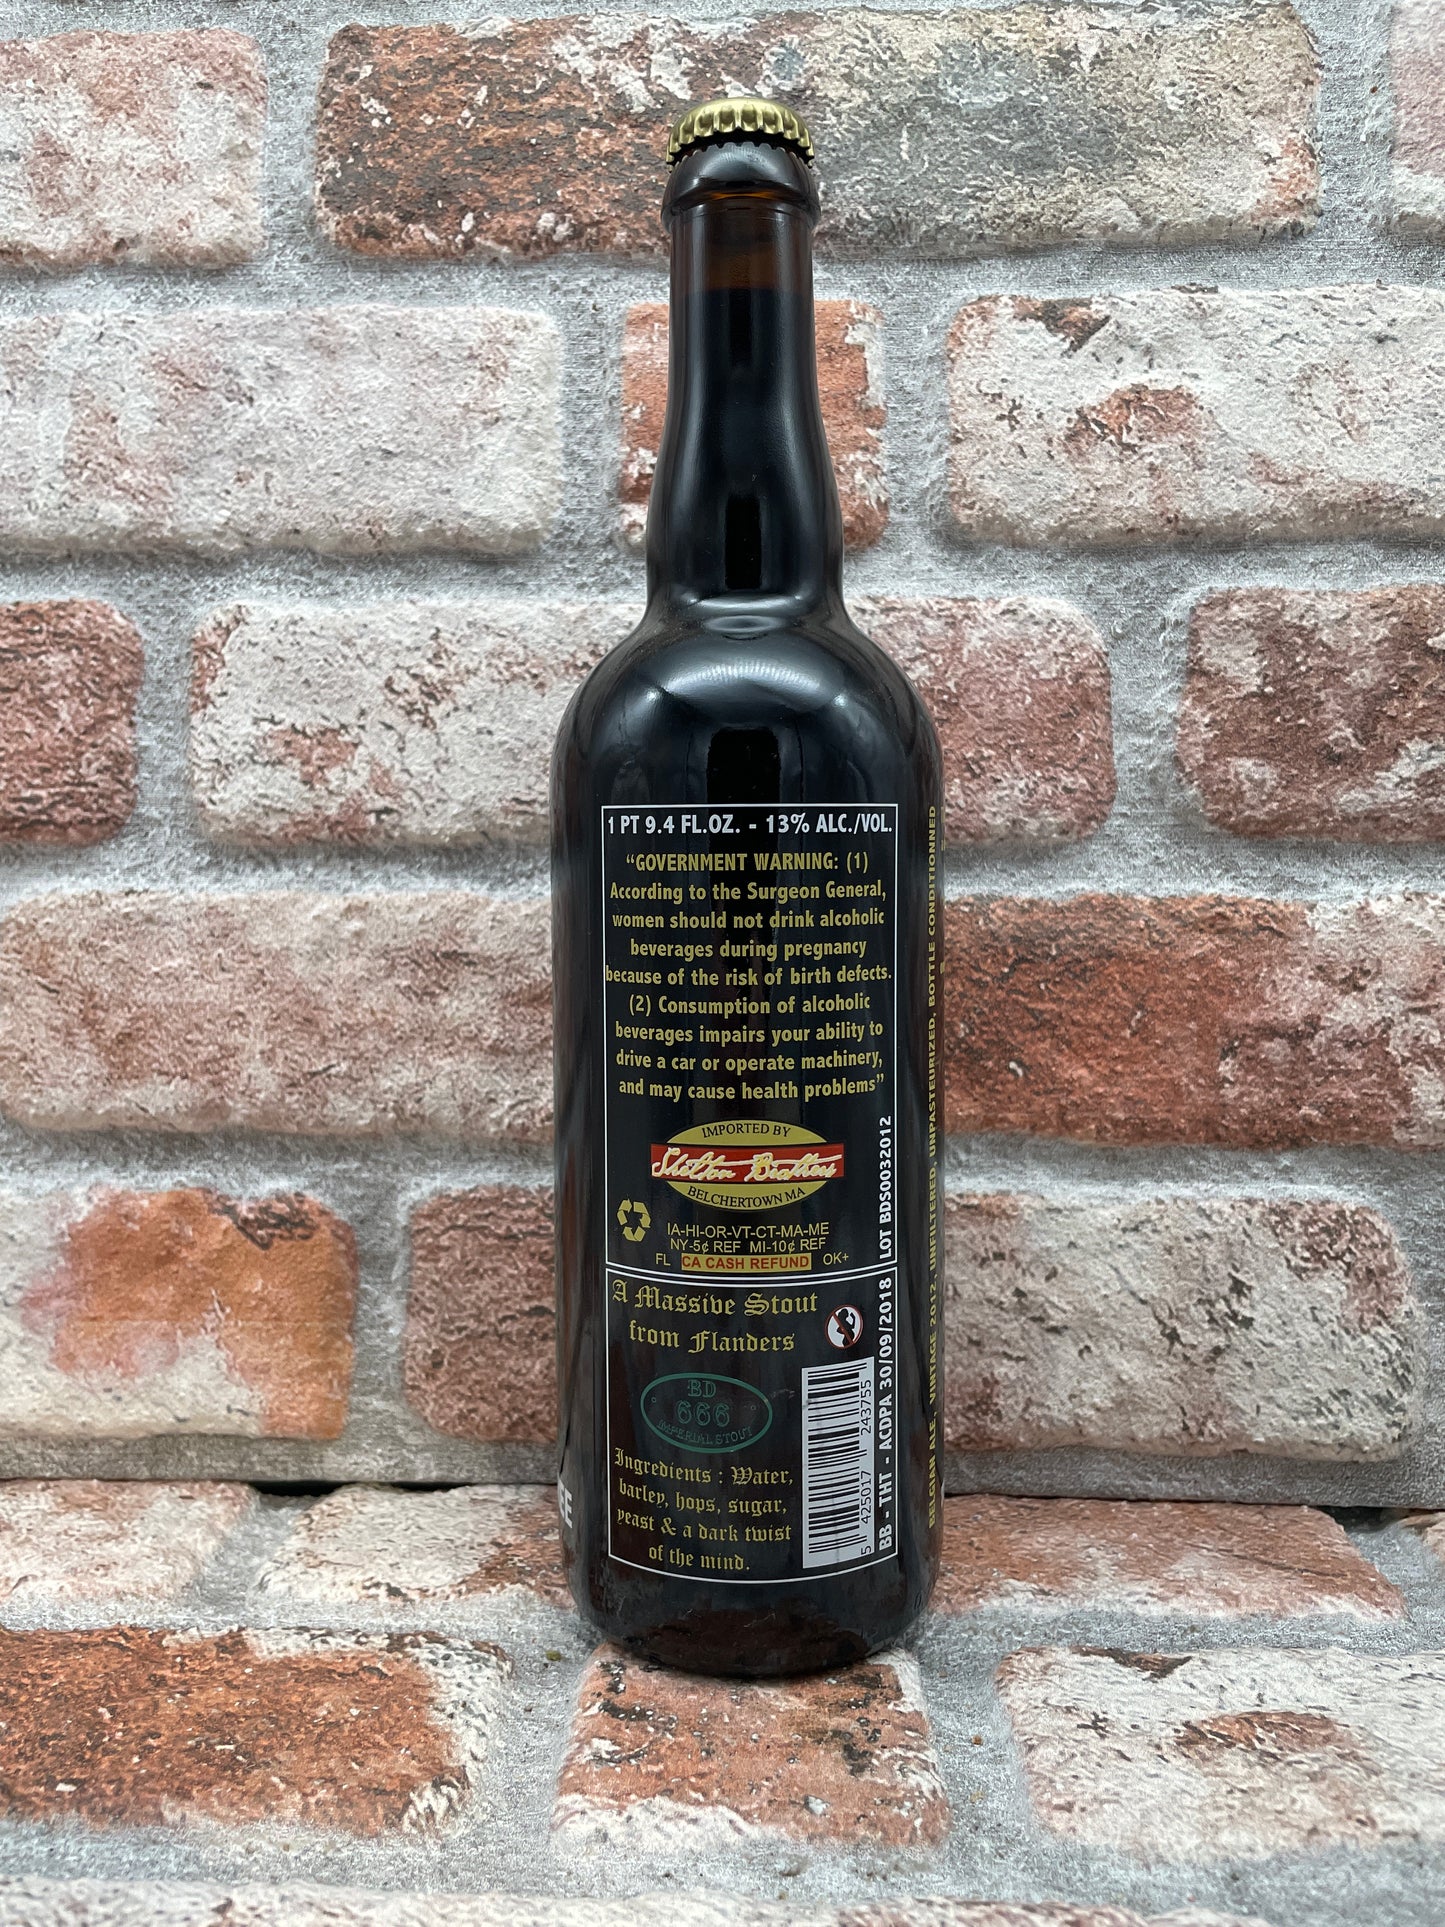 1 PT 9.4 FL.OZ. - 13% ALC./VOL.
“GOVERNMENT WARNING: (1)
According to the Surgeon General,
women should not drink alcoholic
beverages during pregnancy
because of the risk of birth defects.
(2) Consumption of alcoholic
beverages impairs your ability to
drive a car or operate machinery,
and may cause health problems”
IMPORTED BY
Shelton Brothers
BELCHERTOWN MA
IA-HI-OR-VT-CT-MA-ME
NY-5¢ REF MI-10¢ REF
FL CA CASH REFUND OK+
A Massive Stout
from Flanders
BD
666
IMPERIAL STOUT
Ingredients : Water,
barley, hops, sugar,
yeast & a dark twist
of the mind.
5 425017 243755
BB - THT - ACDPA 30/09/2018 LOT BDS0032012
BELGIAN ALE, VINTAGE 2012, UNFILTERED, UNPASTEURIZED, BOTTLE CONDITIONNED